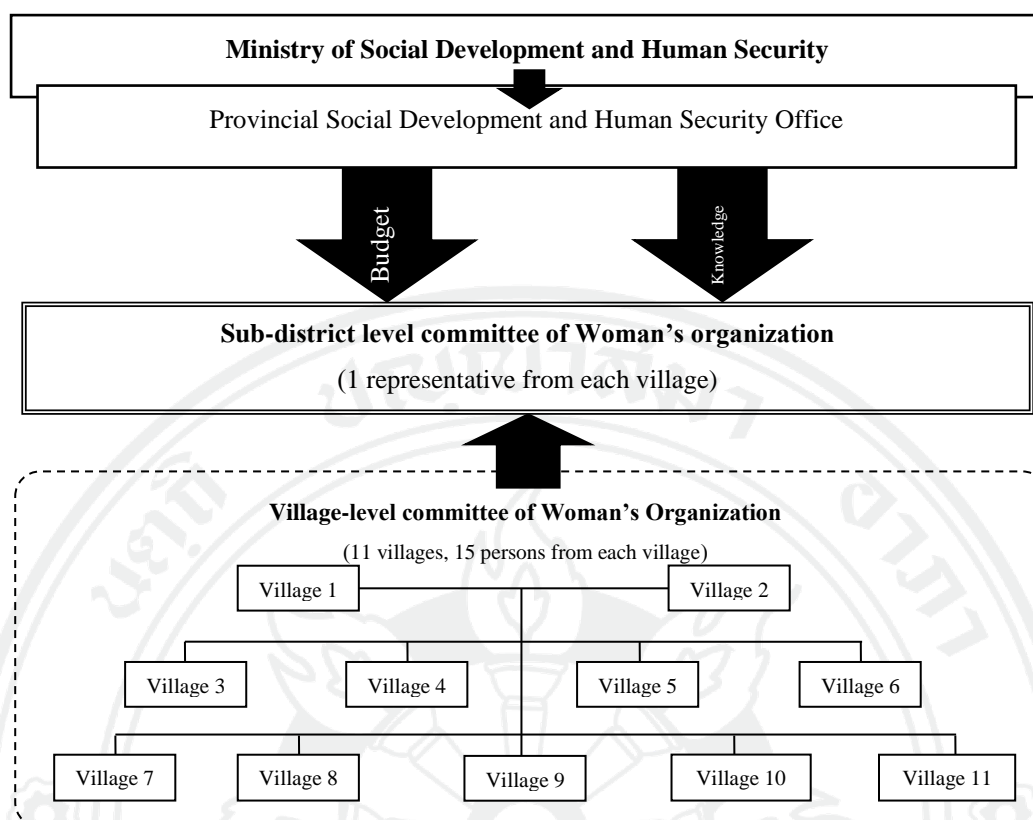 Ministry of Social Development and Human Security
Provincial Social Development and Human Security Office
Budget
Knowledge
Sub-district level committee of Woman’s organization
(1 representative from each village)
Village-level committee of Woman’s Organization
(11 villages, 15 persons from each village)
Village 1
Village 2
Village 3
Village 4
Village 5
Village 6
Village 7
Village 8
Village 9
Village 10
Village 11